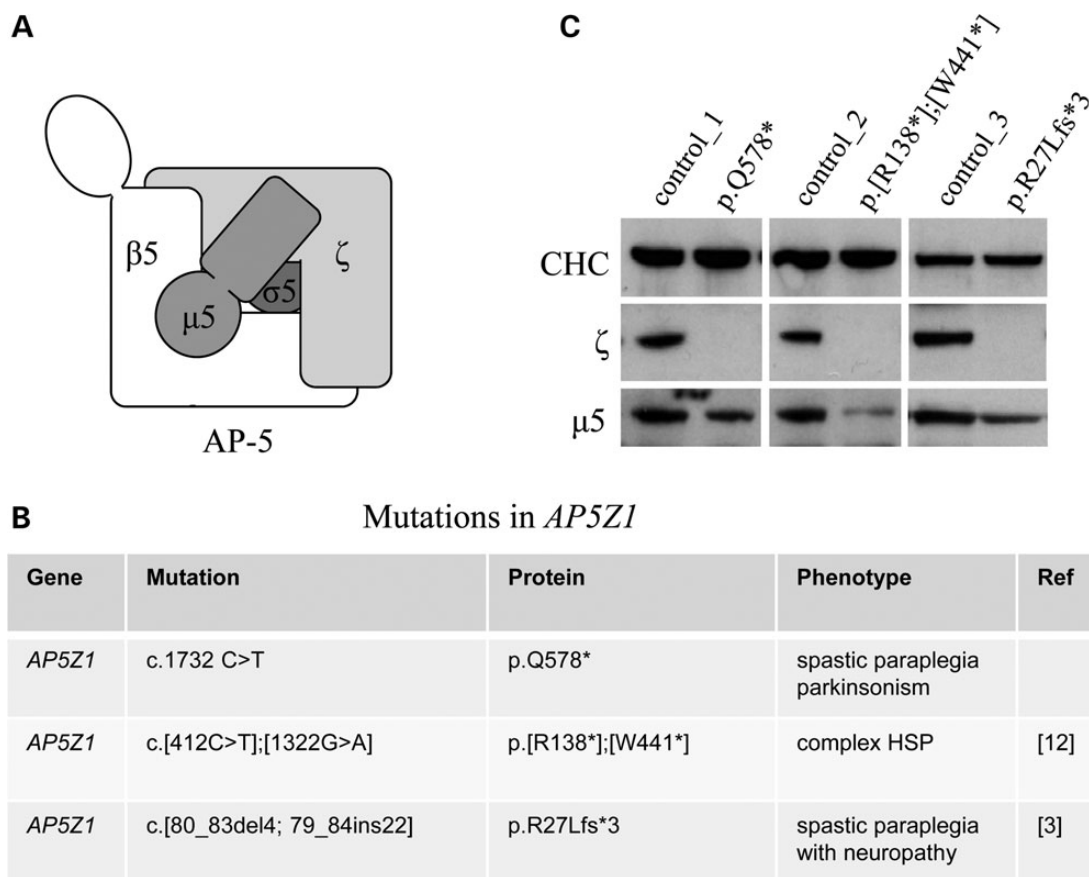 A
β5
ζ
σ5
μ5
AP-5
C
control_1
p.Q578*
control_2
p.[R138*];[W441*]
control_3
p.R27Lfs*3
CHC
ζ
μ5
B
Mutations in AP5Z1
Gene Mutation Protein Phenotype Ref
AP5Z1 c.1732 C>T p.Q578* spastic paraplegia
parkinsonism
AP5Z1 c.[412C>T];[1322G>A] p.[R138*];[W441*] complex HSP [12]
AP5Z1 c.[80_83del4; 79_84ins22] p.R27Lfs*3 spastic paraplegia [3]
with neuropathy